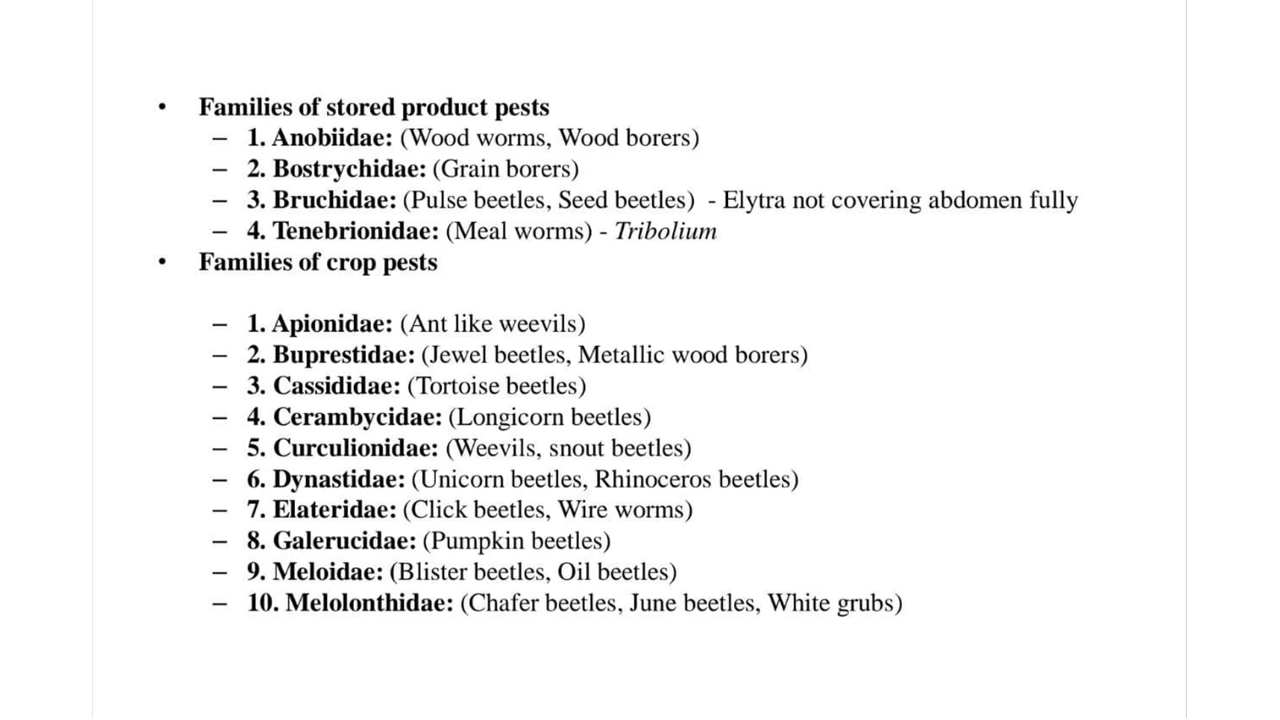 • Families of stored product pests
– 1. Anobiidae: (Wood worms, Wood borers)
– 2. Bostrychidae: (Grain borers)
– 3. Bruchidae: (Pulse beetles, Seed beetles) - Elytra not covering abdomen fully
– 4. Tenebrionidae: (Meal worms) - Tribolium
• Families of crop pests
– 1. Apionidae: (Ant like weevils)
– 2. Buprestidae: (Jewel beetles, Metallic wood borers)
– 3. Cassididae: (Tortoise beetles)
– 4. Cerambycidae: (Longicorn beetles)
– 5. Curculionidae: (Weevils, snout beetles)
– 6. Dynastidae: (Unicorn beetles, Rhinoceros beetles)
– 7. Elateridae: (Click beetles, Wire worms)
– 8. Galerucidae: (Pumpkin beetles)
– 9. Meloidae: (Blister beetles, Oil beetles)
– 10. Melolonthidae: (Chafer beetles, June beetles, White grubs)